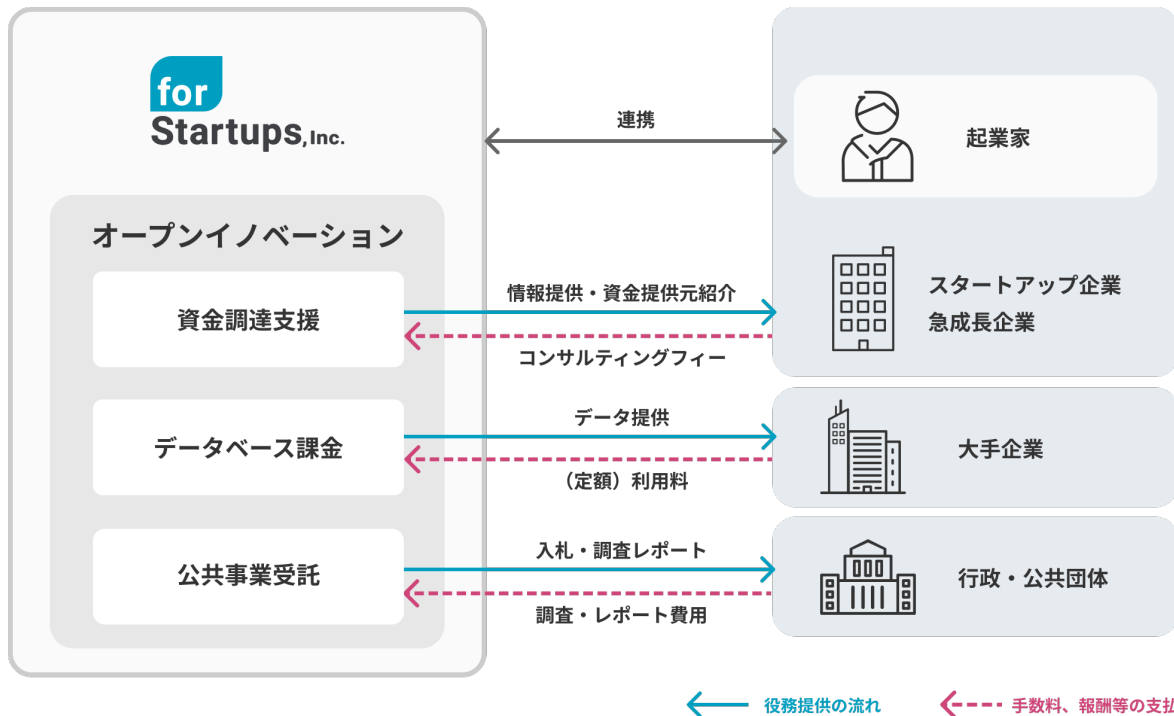 for
Startups,Inc.
オープンイノベーション
資金調達支援
データベース課金
公共事業受託
連携
情報提供・資金提供元紹介
コンサルティングフィー
データ提供
（定額）利用料
入札・調査レポート
調査・レポート費用
起業家
スタートアップ企業
急成長企業
大手企業
行政・公共団体
役務提供の流れ
手数料、報酬等の支払